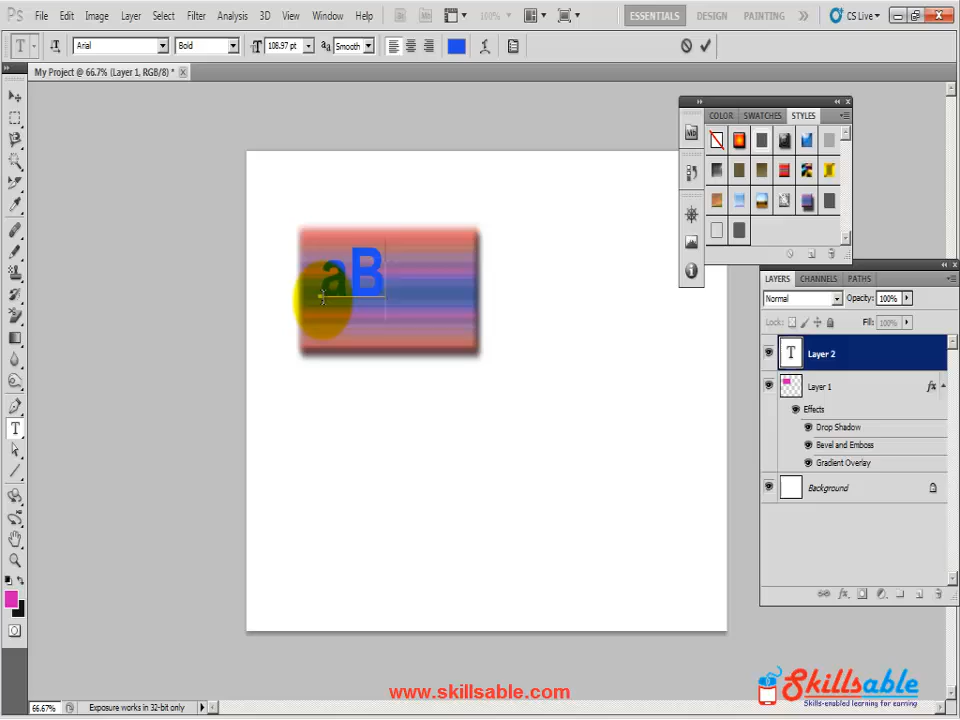 Ps File Edit Image Layer Select Filter Analysis 3D View Window Help 100% ESSENTIALS DESIGN PAINTING CS Live
T Arial Bold 108.97 pt aa Smooth
My Project @ 66.7% (Layer 1, RGB/8) *
COLOR SWATCHES STYLES
aB
LAYERS CHANNELS PATHS
Normal Opacity: 100%
Lock: Fill: 100%
T Layer 2
Layer 1 fx
Effects
Drop Shadow
Bevel and Emboss
Gradient Overlay
Background
T
fx
www.skillsable.com
Skillsable
Skills-enabled learning for earning
66.67% Exposure works in 32-bit only